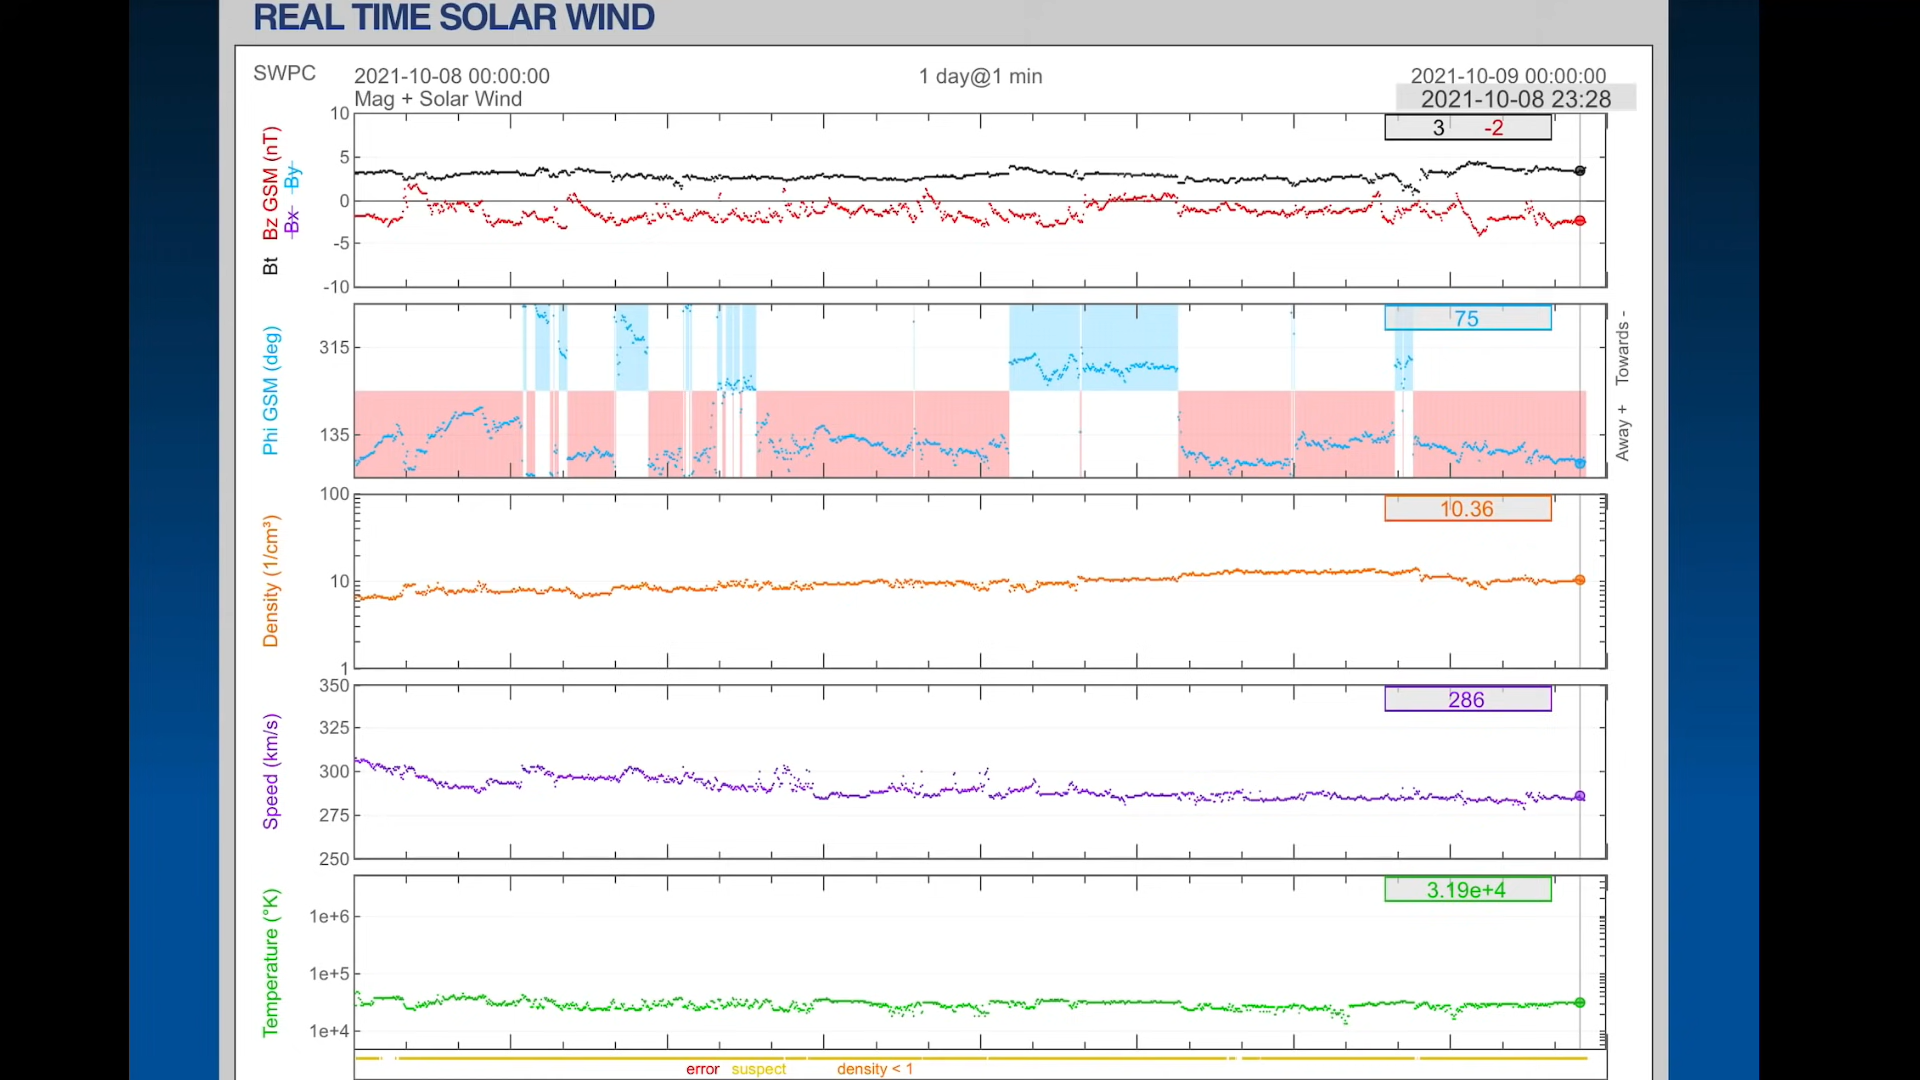 REAL TIME SOLAR WIND
SWPC 2021-10-08 00:00:00 1 day@1 min 2021-10-09 00:00:00
Mag + Solar Wind 2021-10-08 23:28
Bt Bz GSM (nT)
Bx By
10
5
0
-5
-10
3 -2
Phi GSM (deg)
315
135
75
Away + Towards -
Density (1/cm³)
100
10
1
10.36
Speed (km/s)
350
325
300
275
250
286
Temperature (°K)
1e+6
1e+5
1e+4
3.19e+4
error suspect density < 1